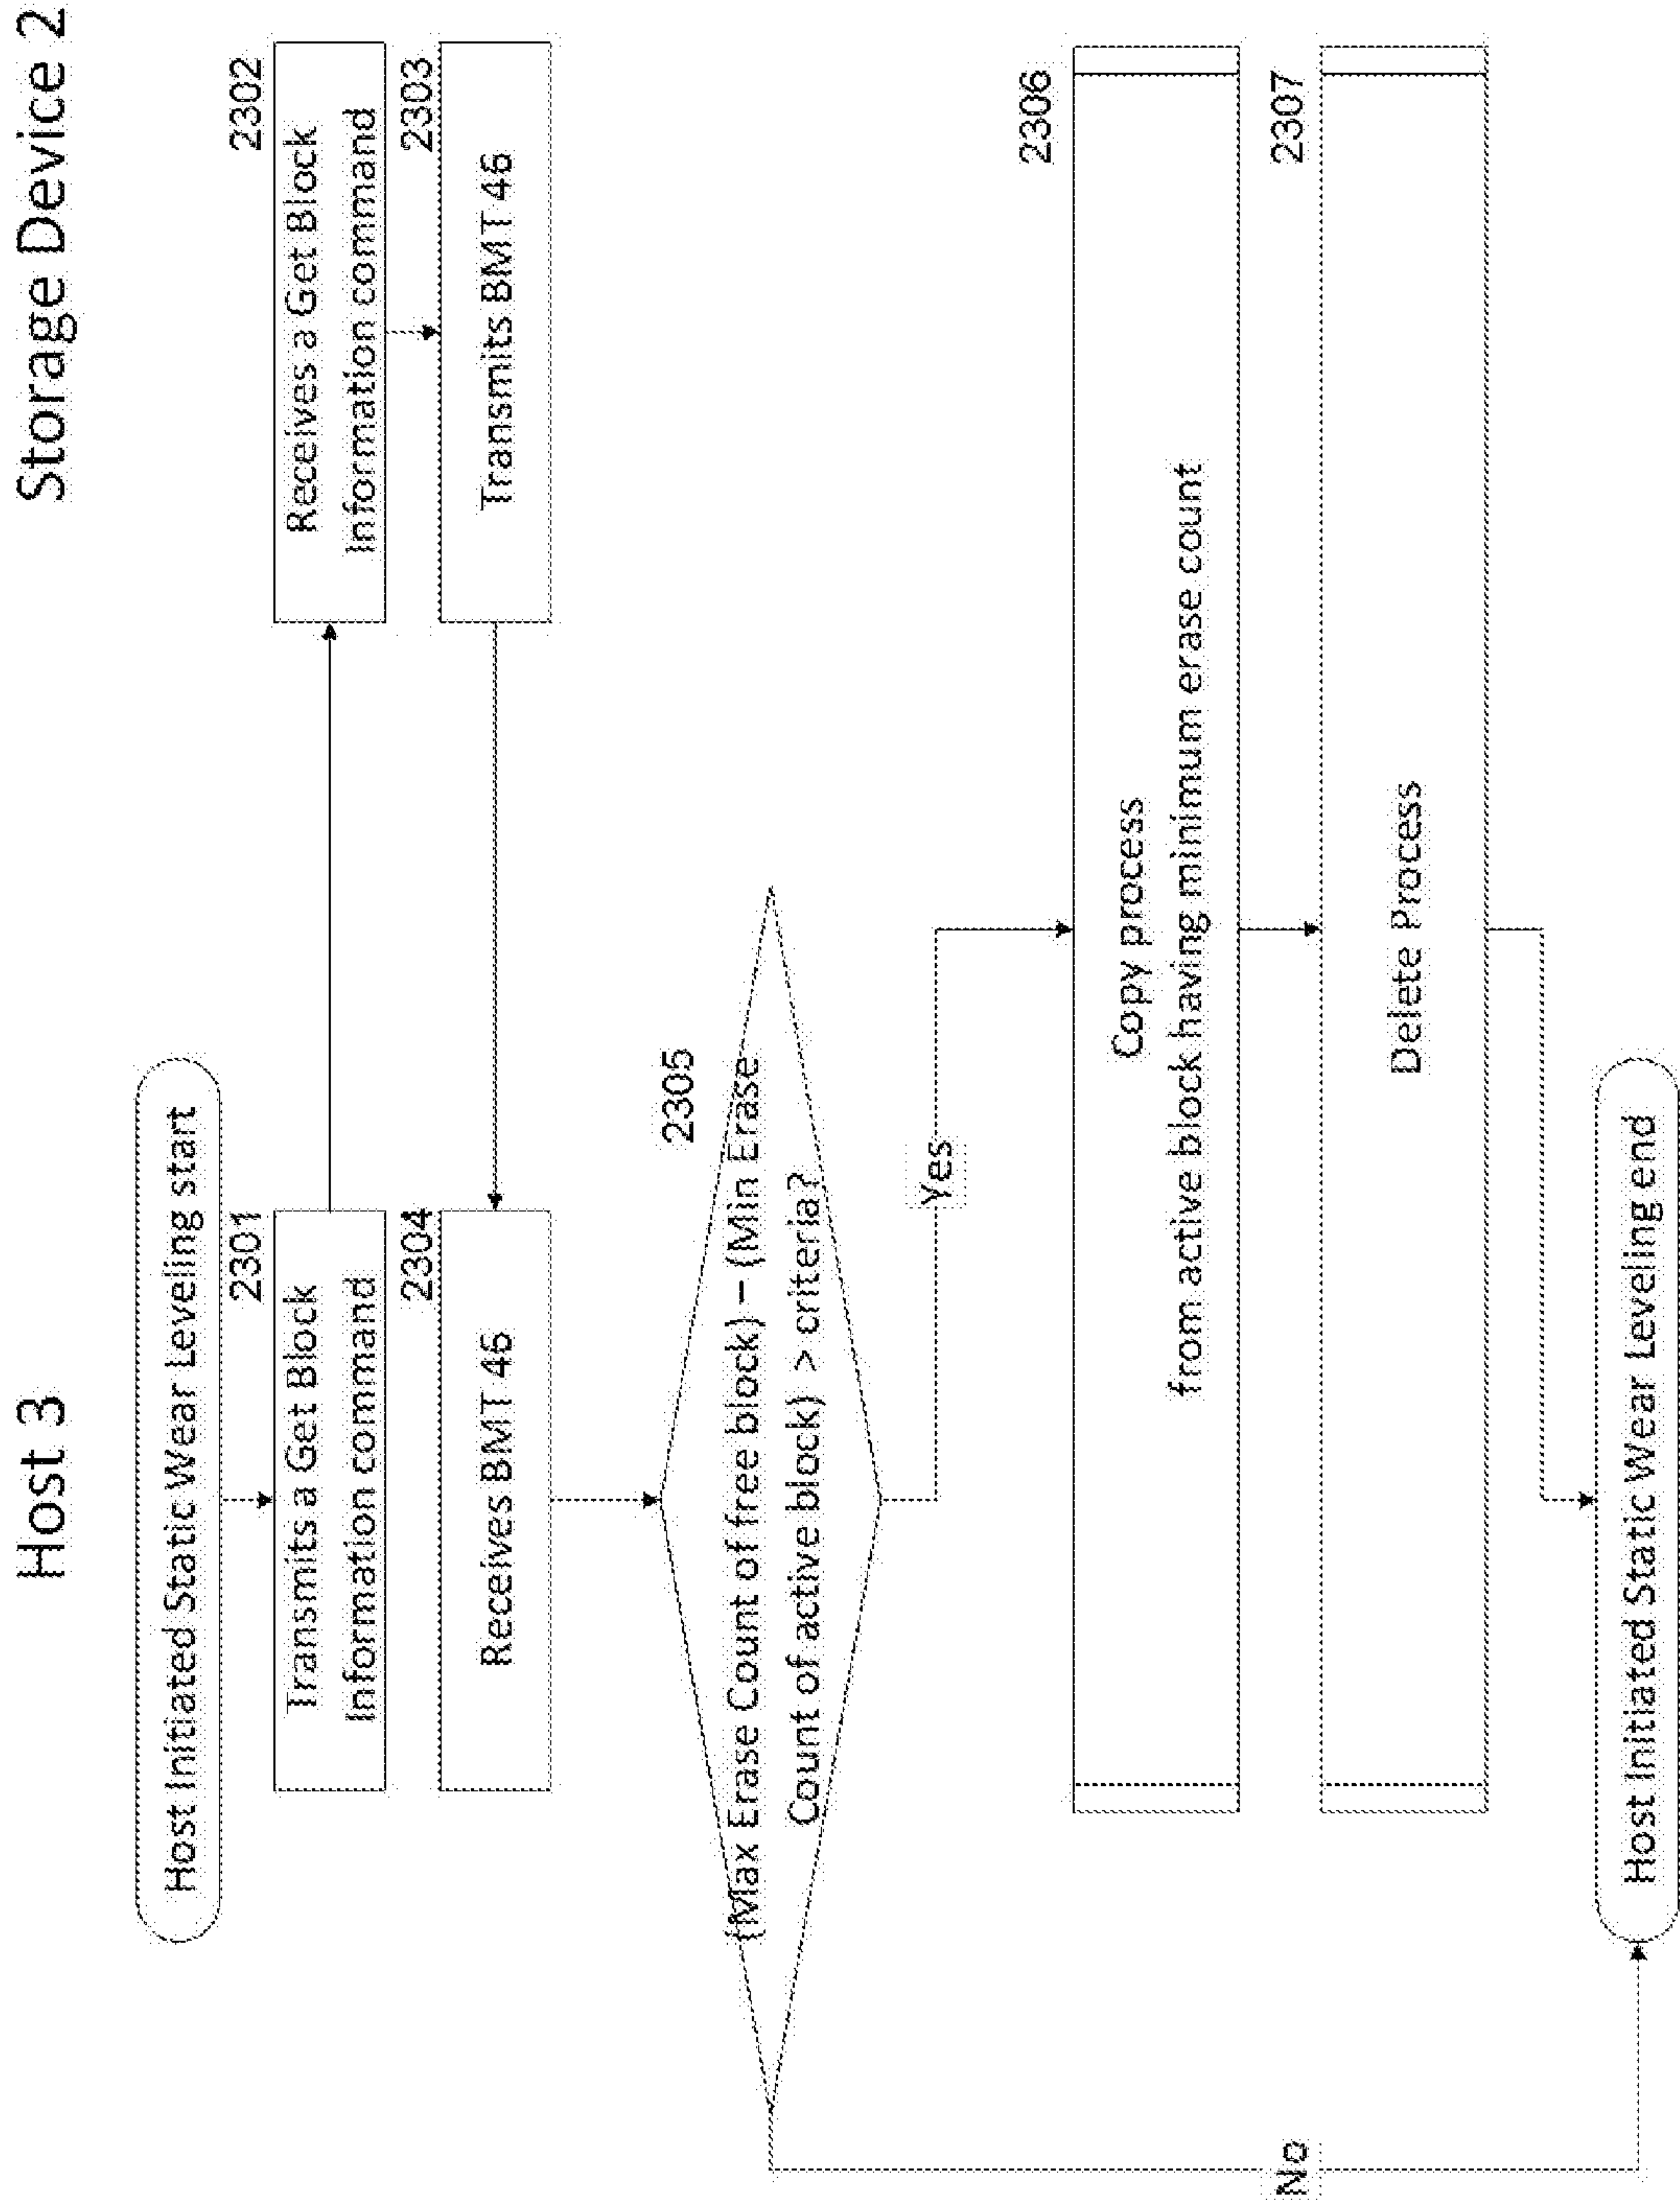 Host 3
Storage Device 2
Host Initiated Static Wear Leveling start
2301
Transmits a Get Block
Information command
2302
Receives a Get Block
Information command
2303
Transmits BMT 46
2304
Receives BMT 46
2305
(Max Erase Count of free block) – (Min Erase
Count of active block) > criteria?
Yes
No
2306
Copy process
from active block having minimum erase count
2307
Delete Process
Host Initiated Static Wear Leveling end